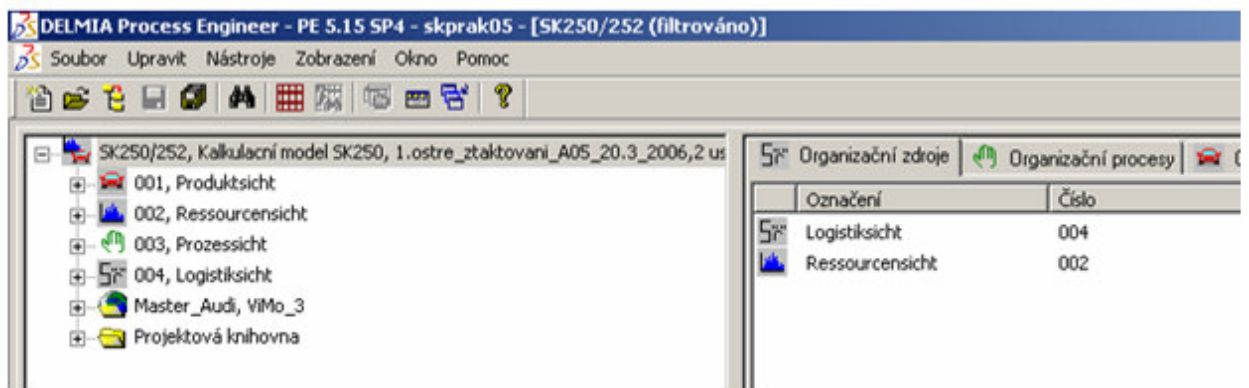 DELMIA Process Engineer - PE 5.15 SP4 - skprak05 - [SK250/252 (filtrováno)]
Soubor Upravit Nástroje Zobrazení Okno Pomoc
SK250/252, Kalkulacní model SK250, 1.ostre_ztaktovani_A05_20.3_2006,2 us
001, Produktsicht
002, Ressourcensicht
003, Prozessicht
004, Logistiksicht
Master_Audi, ViMo_3
Projektová knihovna
Organizační zdroje Organizační procesy
Označení Číslo
Logistiksicht 004
Ressourcensicht 002